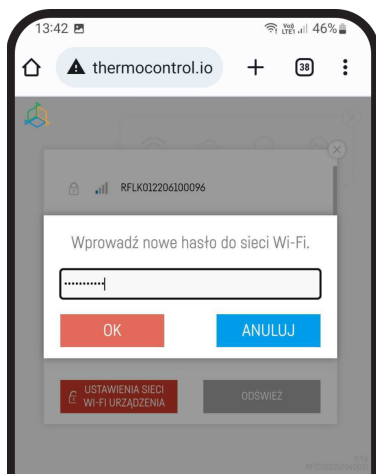 13:42 46%
thermocontrol.io 38
RFLK012206100096
Wprowadź nowe hasło do sieci Wi-Fi.
...........
OK ANULUJ
USTAWIENIA SIECI
WI-FI URZĄDZENIA
ODŚWIEŻ